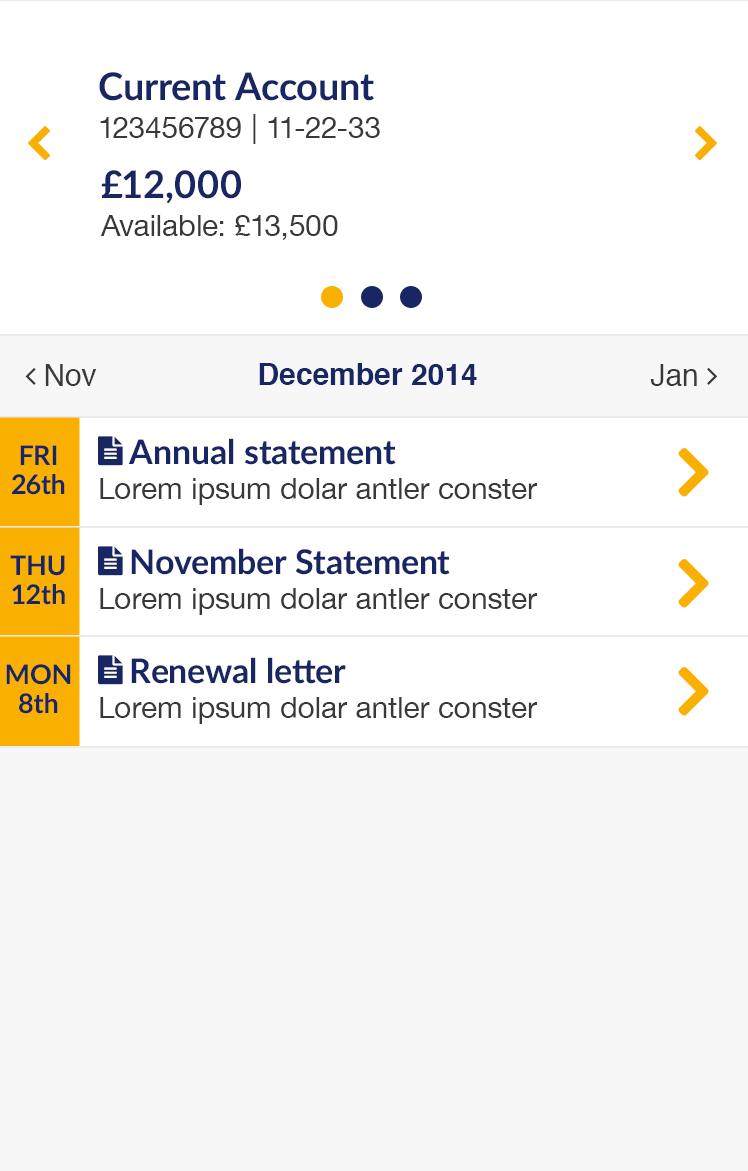 Current Account
123456789 | 11-22-33
£12,000
Available: £13,500
‹ Nov December 2014 Jan ›
FRI
26th
Annual statement
Lorem ipsum dolar antler conster
THU
12th
November Statement
Lorem ipsum dolar antler conster
MON
8th
Renewal letter
Lorem ipsum dolar antler conster